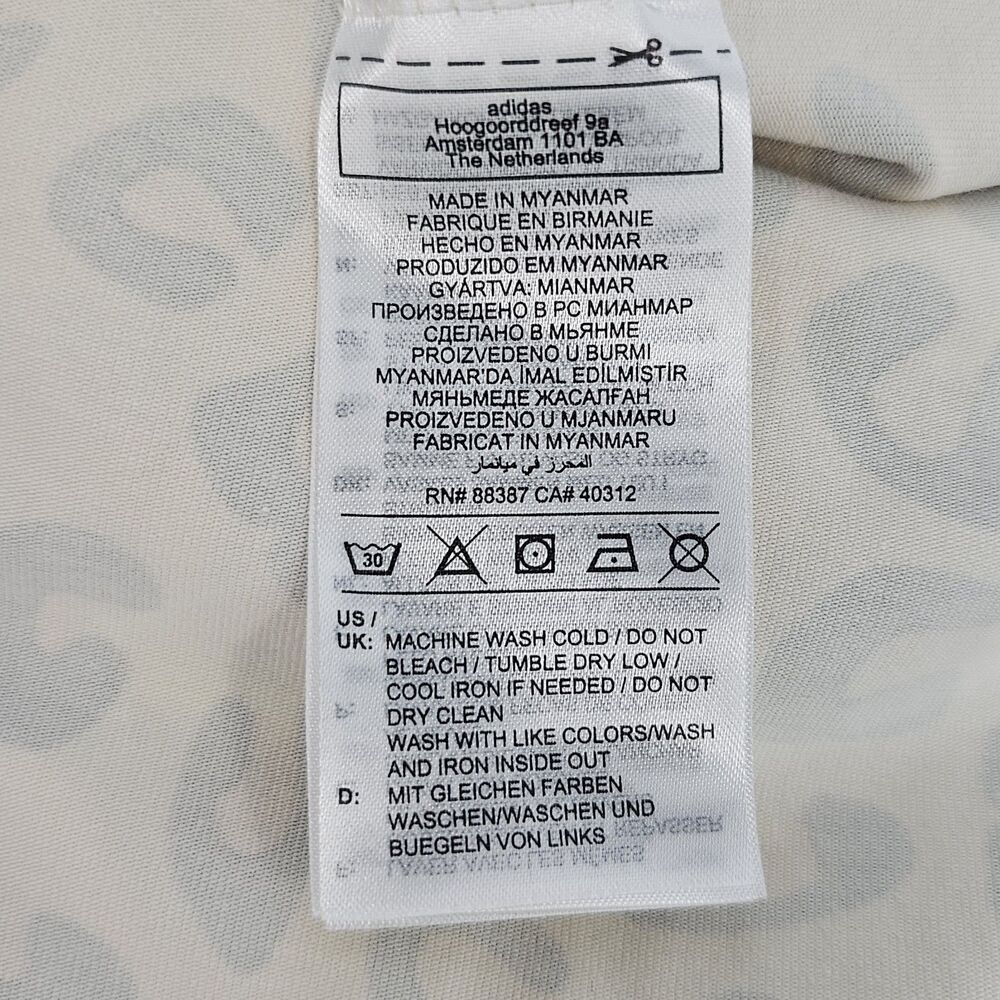 adidas
Hoogoorddreef 9a
Amsterdam 1101 BA
The Netherlands
MADE IN MYANMAR
FABRIQUE EN BIRMANIE
HECHO EN MYANMAR
PRODUZIDO EM MYANMAR
GYÁRTVA: MIANMAR
ПРОИЗВЕДЕНО В РС МИАНМАР
СДЕЛАНО В МЬЯНМЕ
PROIZVEDENO U BURMI
MYANMAR'DA İMAL EDİLMİŞTİR
МЯНЬМЕДЕ ЖАСАЛҒАН
PROIZVEDENO U MJANMARU
FABRICAT IN MYANMAR
المحرز في ميانمار
RN# 88387 CA# 40312
30
US /
UK: MACHINE WASH COLD / DO NOT
BLEACH / TUMBLE DRY LOW /
COOL IRON IF NEEDED / DO NOT
DRY CLEAN
WASH WITH LIKE COLORS/WASH
AND IRON INSIDE OUT
D: MIT GLEICHEN FARBEN
WASCHEN/WASCHEN UND
BUEGELN VON LINKS